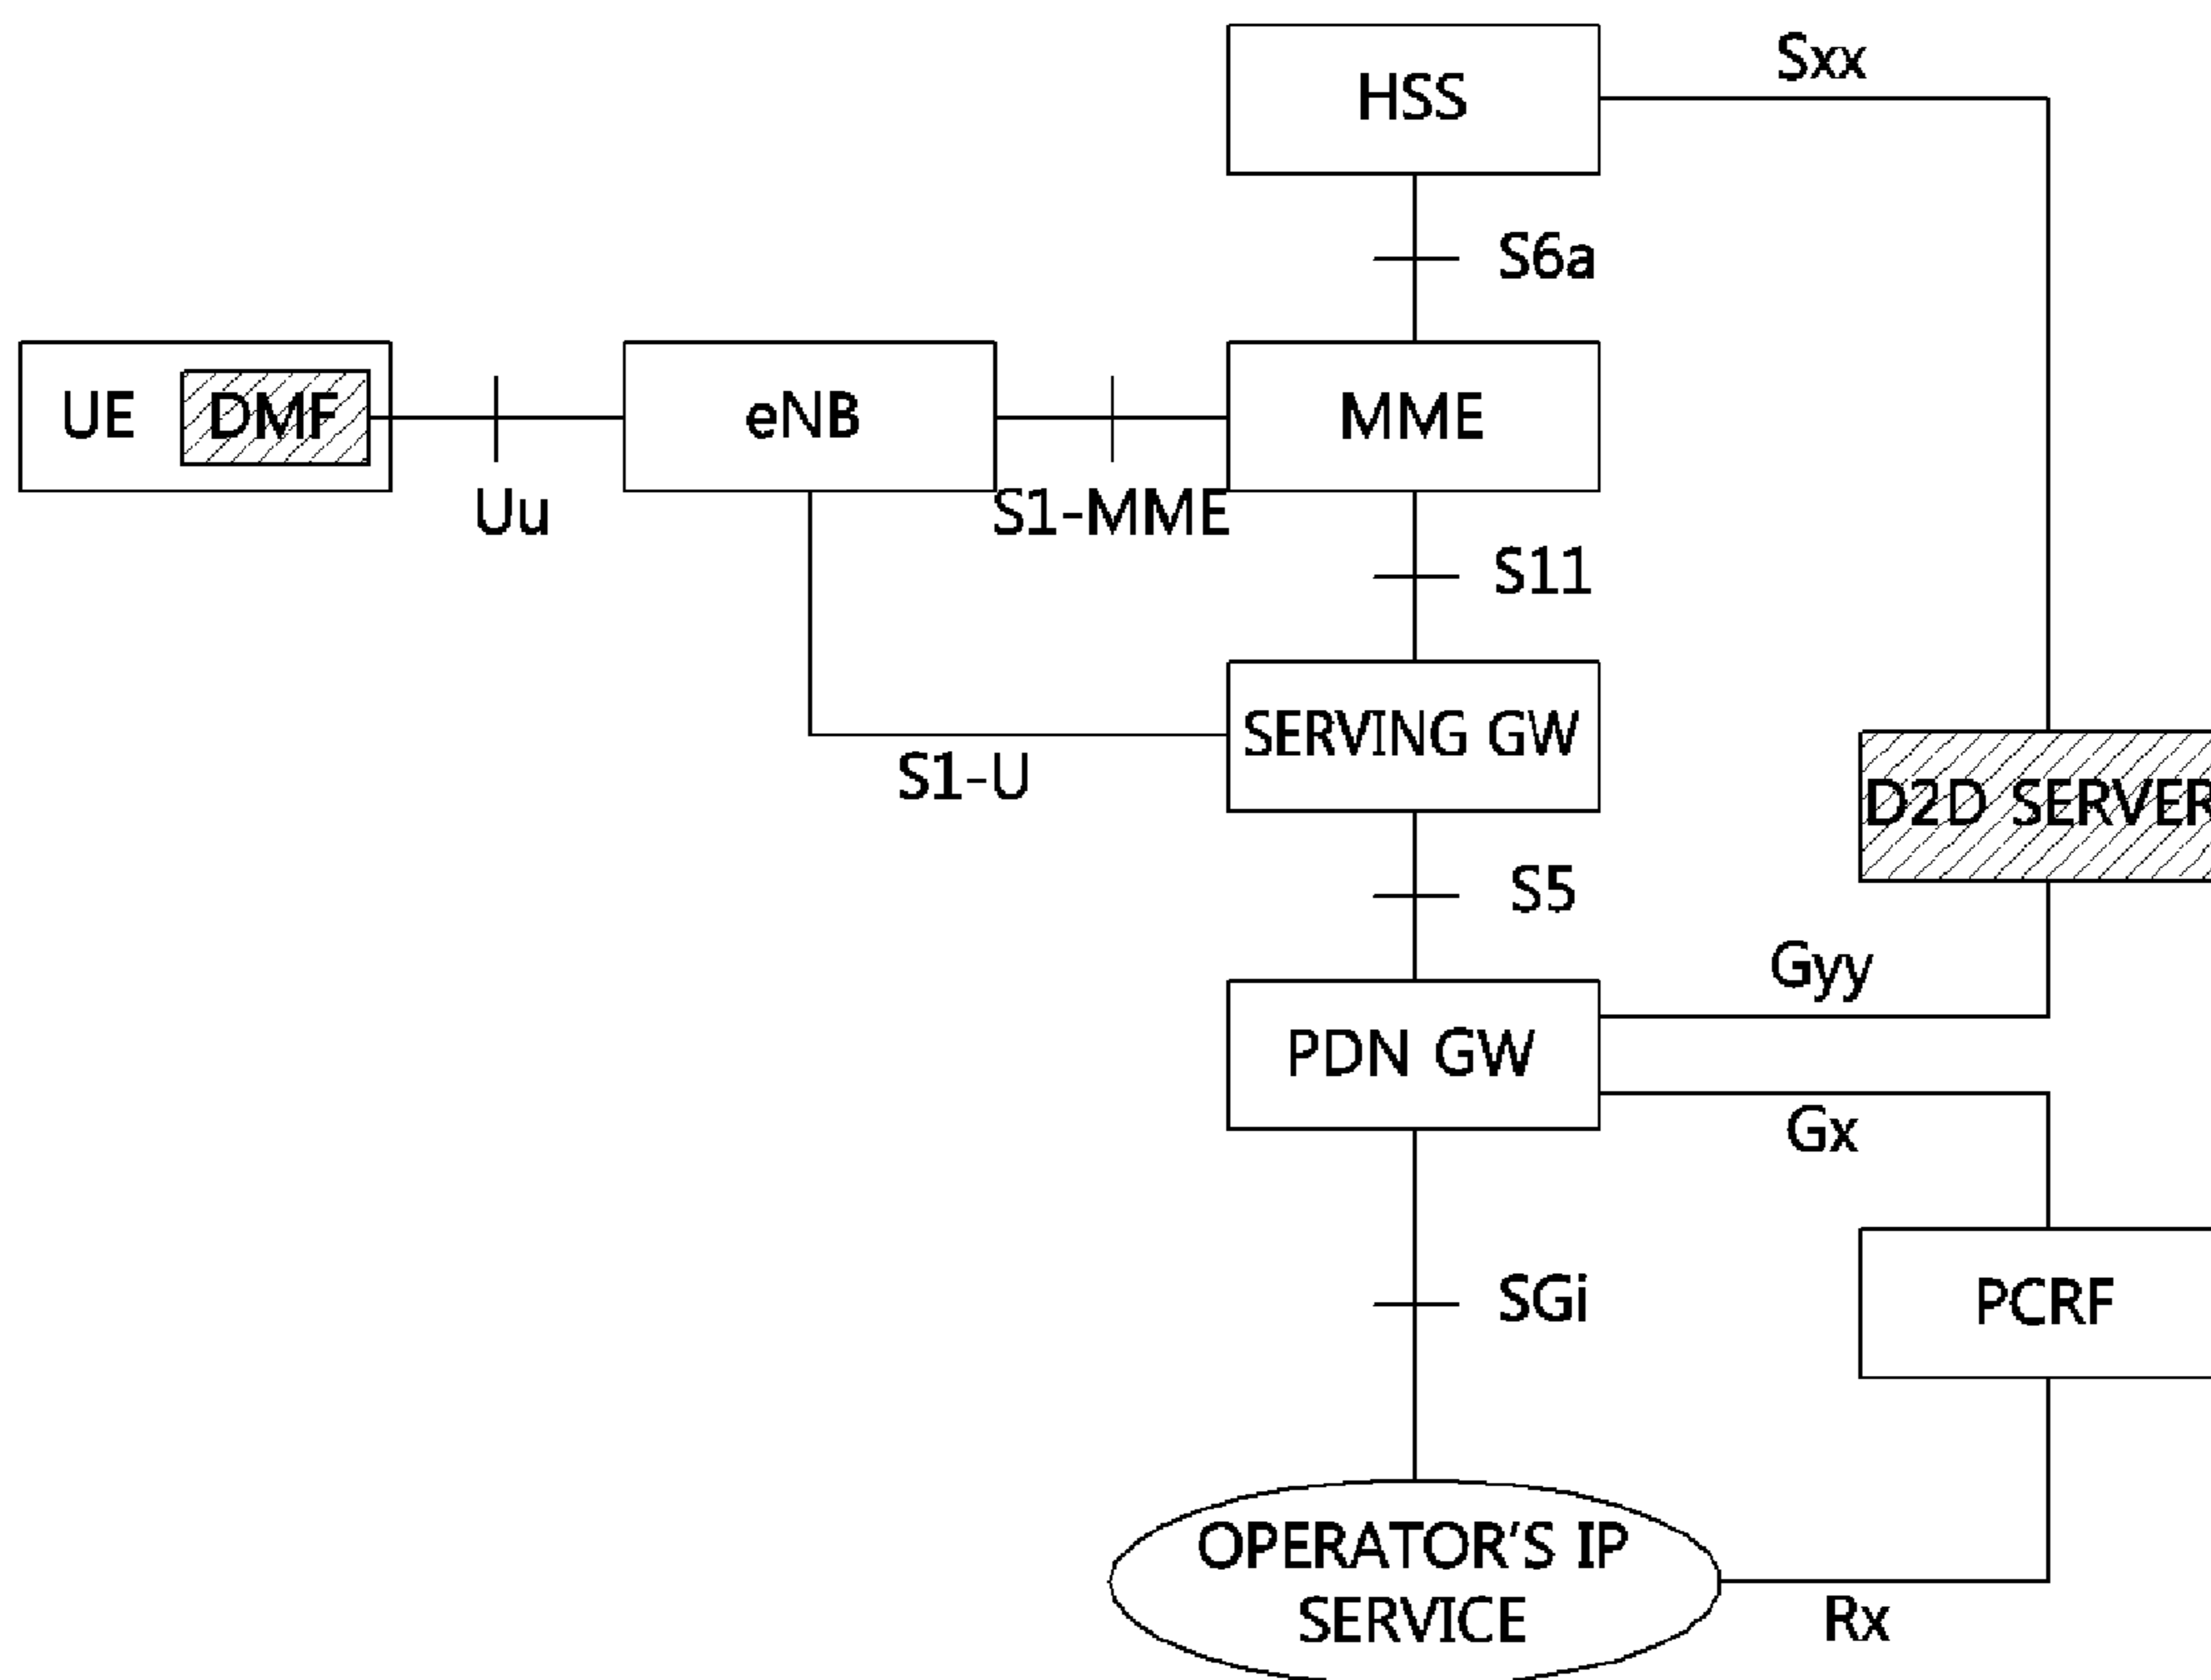 HSS
Sxx
S6a
UE
DMF
eNB
MME
Uu
S1-MME
S11
SERVING GW
S1-U
D2D SERVER
S5
Gyy
PDN GW
Gx
SGi
PCRF
OPERATOR'S IP
SERVICE
Rx